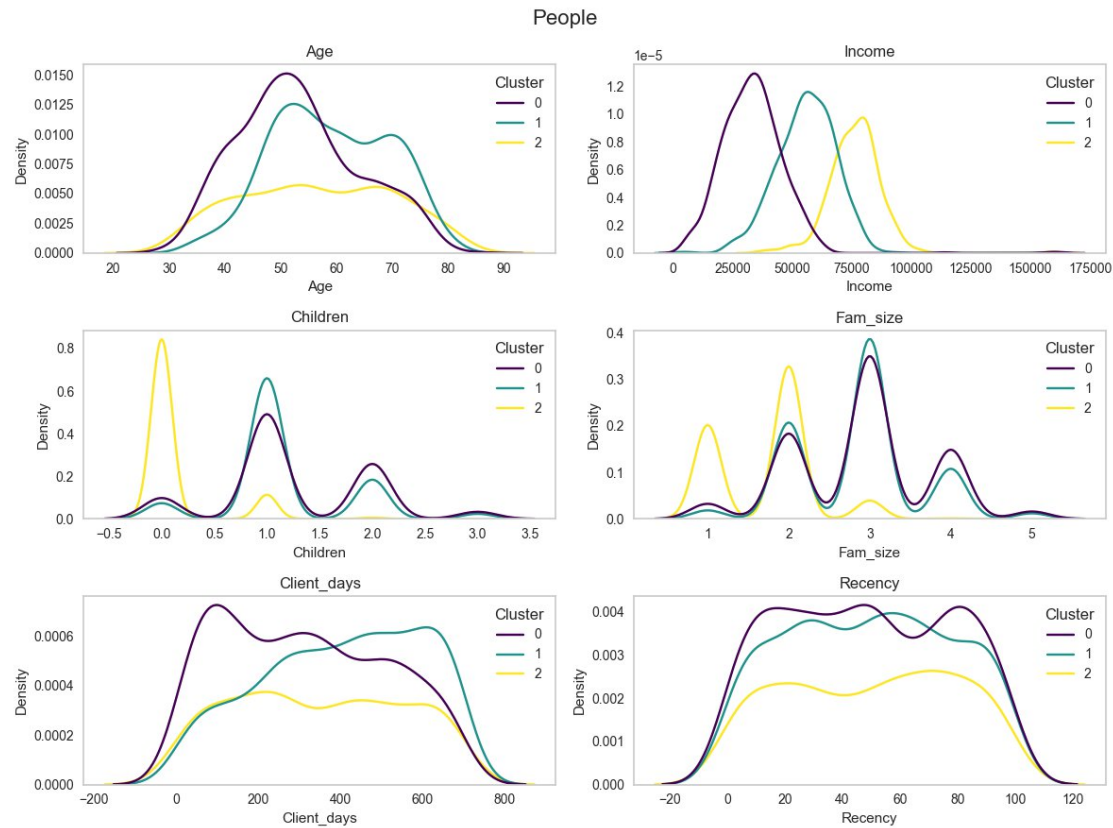 People
Age
0.0150
0.0125
0.0100
0.0075
0.0050
0.0025
0.0000
Density
Cluster
0
1
2
20 30 40 50 60 70 80 90
Age
Income
1e−5
1.2
1.0
0.8
0.6
0.4
0.2
0.0
Density
Cluster
0
1
2
0 25000 50000 75000 100000 125000 150000 175000
Income
Children
0.8
0.6
0.4
0.2
0.0
Density
Cluster
0
1
2
−0.5 0.0 0.5 1.0 1.5 2.0 2.5 3.0 3.5
Children
Fam_size
0.4
0.3
0.2
0.1
0.0
Density
Cluster
0
1
2
1 2 3 4 5
Fam_size
Client_days
0.0006
0.0004
0.0002
0.0000
Density
Cluster
0
1
2
−200 0 200 400 600 800
Client_days
Recency
0.004
0.003
0.002
0.001
0.000
Density
Cluster
0
1
2
−20 0 20 40 60 80 100 120
Recency